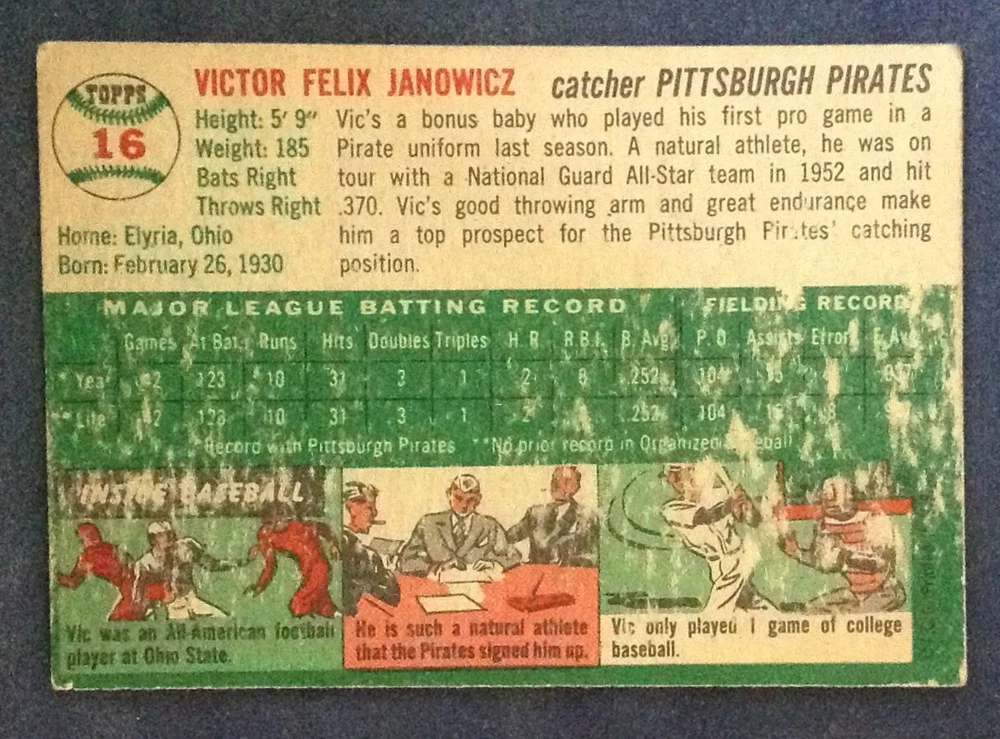 TOPPS
16
VICTOR FELIX JANOWICZ catcher PITTSBURGH PIRATES
Height: 5' 9"
Weight: 185
Bats Right
Throws Right
Home: Elyria, Ohio
Born: February 26, 1930
Vic's a bonus baby who played his first pro game in a
Pirate uniform last season. A natural athlete, he was on
tour with a National Guard All-Star team in 1952 and hit
.370. Vic's good throwing arm and great endurance make
him a top prospect for the Pittsburgh Pirates' catching
position.
MAJOR LEAGUE BATTING RECORD FIELDING RECORD
Games At Bat Runs Hits Doubles Triples H.R. R.B.I. B. Avg. P.O. Assists Errors F. Avg.
Year 123 10 31 3 1 2 8 .252 104
Life 123 10 31 3 1 2 .252 104
*Record with Pittsburgh Pirates **No prior record in Organized Baseball
INSIDE BASEBALL
Vic was an All-American football
player at Ohio State.
He is such a natural athlete
that the Pirates signed him up.
Vic only played 1 game of college
baseball.